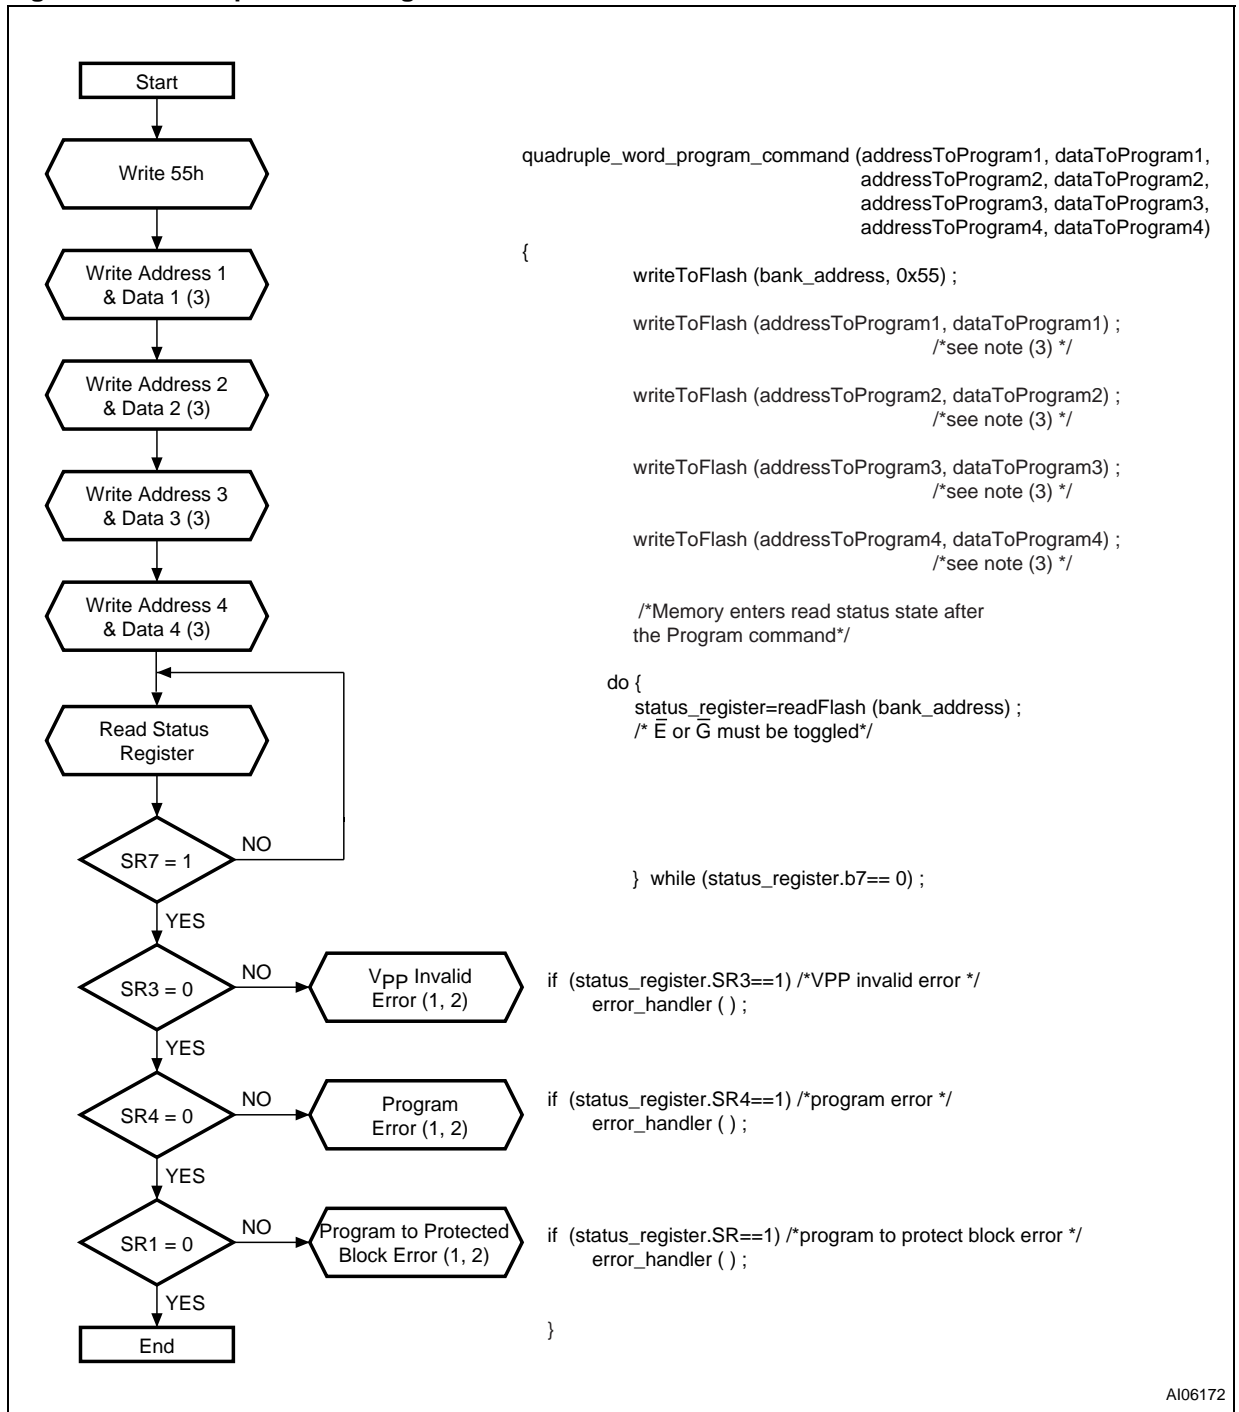 Start
Write 55h
Write Address 1
& Data 1 (3)
Write Address 2
& Data 2 (3)
Write Address 3
& Data 3 (3)
Write Address 4
& Data 4 (3)
Read Status
Register
SR7 = 1
NO
YES
SR3 = 0
NO
VPP Invalid
Error (1, 2)
YES
SR4 = 0
NO
Program
Error (1, 2)
YES
SR1 = 0
NO
Program to Protected
Block Error (1, 2)
YES
End
quadruple_word_program_command (addressToProgram1, dataToProgram1,
addressToProgram2, dataToProgram2,
addressToProgram3, dataToProgram3,
addressToProgram4, dataToProgram4)
{
writeToFlash (bank_address, 0x55) ;
writeToFlash (addressToProgram1, dataToProgram1) ;
/*see note (3) */
writeToFlash (addressToProgram2, dataToProgram2) ;
/*see note (3) */
writeToFlash (addressToProgram3, dataToProgram3) ;
/*see note (3) */
writeToFlash (addressToProgram4, dataToProgram4) ;
/*see note (3) */
/*Memory enters read status state after
the Program command*/
do {
status_register=readFlash (bank_address) ;
/* E̅ or G̅ must be toggled*/
} while (status_register.b7== 0) ;
if (status_register.SR3==1) /*VPP invalid error */
error_handler ( ) ;
if (status_register.SR4==1) /*program error */
error_handler ( ) ;
if (status_register.SR==1) /*program to protect block error */
error_handler ( ) ;
}
AI06172